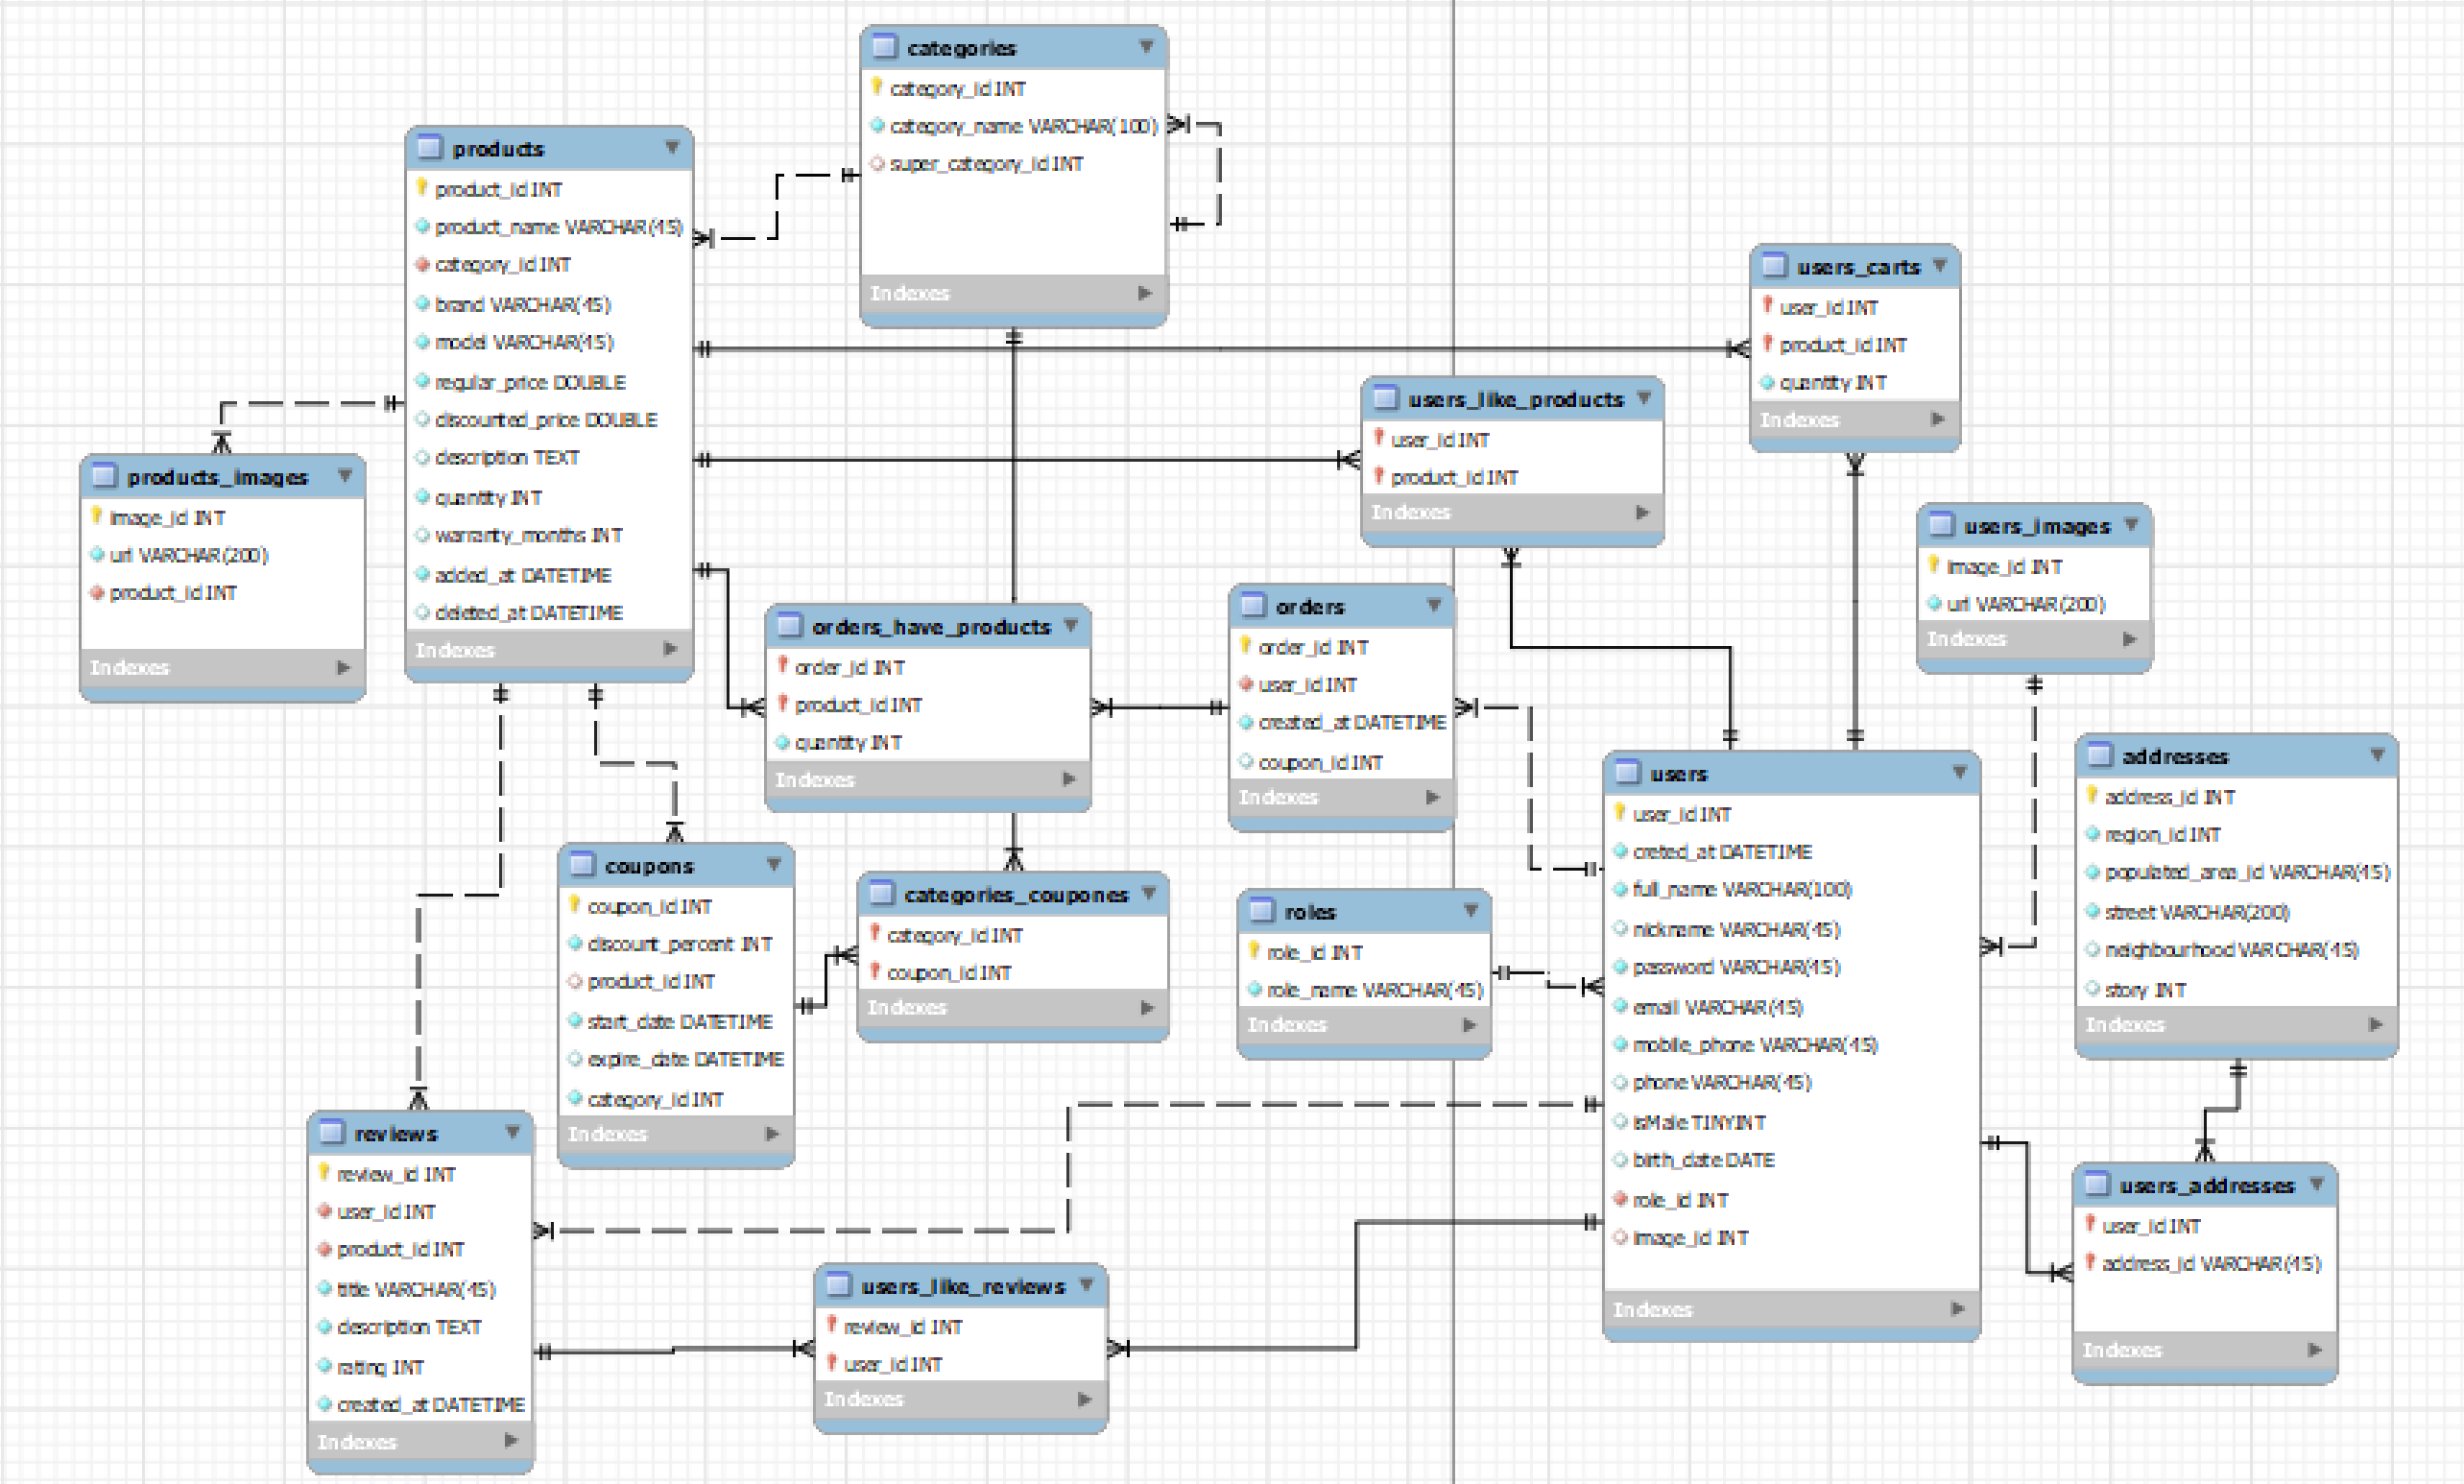 categories
category_id INT
category_name VARCHAR(100)
super_category_id INT
Indexes
products
product_id INT
product_name VARCHAR(45)
category_id INT
brand VARCHAR(45)
model VARCHAR(45)
regular_price DOUBLE
discounted_price DOUBLE
description TEXT
quantity INT
warranty_months INT
added_at DATETIME
deleted_at DATETIME
Indexes
users_carts
user_id INT
product_id INT
quantity INT
Indexes
users_like_products
user_id INT
product_id INT
Indexes
products_images
image_id INT
url VARCHAR(200)
product_id INT
Indexes
users_images
image_id INT
url VARCHAR(200)
Indexes
orders_have_products
order_id INT
product_id INT
quantity INT
Indexes
orders
order_id INT
user_id INT
created_at DATETIME
coupon_id INT
Indexes
users
user_id INT
creted_at DATETIME
full_name VARCHAR(100)
nickname VARCHAR(45)
password VARCHAR(45)
email VARCHAR(45)
mobile_phone VARCHAR(45)
phone VARCHAR(45)
isMale TINYINT
birth_date DATE
role_id INT
image_id INT
Indexes
addresses
address_id INT
region_id INT
populated_area_id VARCHAR(45)
street VARCHAR(200)
neighbourhood VARCHAR(45)
story INT
Indexes
coupons
coupon_id INT
discount_percent INT
product_id INT
start_date DATETIME
expire_date DATETIME
category_id INT
Indexes
categories_coupones
category_id INT
coupon_id INT
Indexes
roles
role_id INT
role_name VARCHAR(45)
Indexes
reviews
review_id INT
user_id INT
product_id INT
title VARCHAR(45)
description TEXT
rating INT
created_at DATETIME
Indexes
users_like_reviews
review_id INT
user_id INT
Indexes
users_addresses
user_id INT
address_id VARCHAR(45)
Indexes